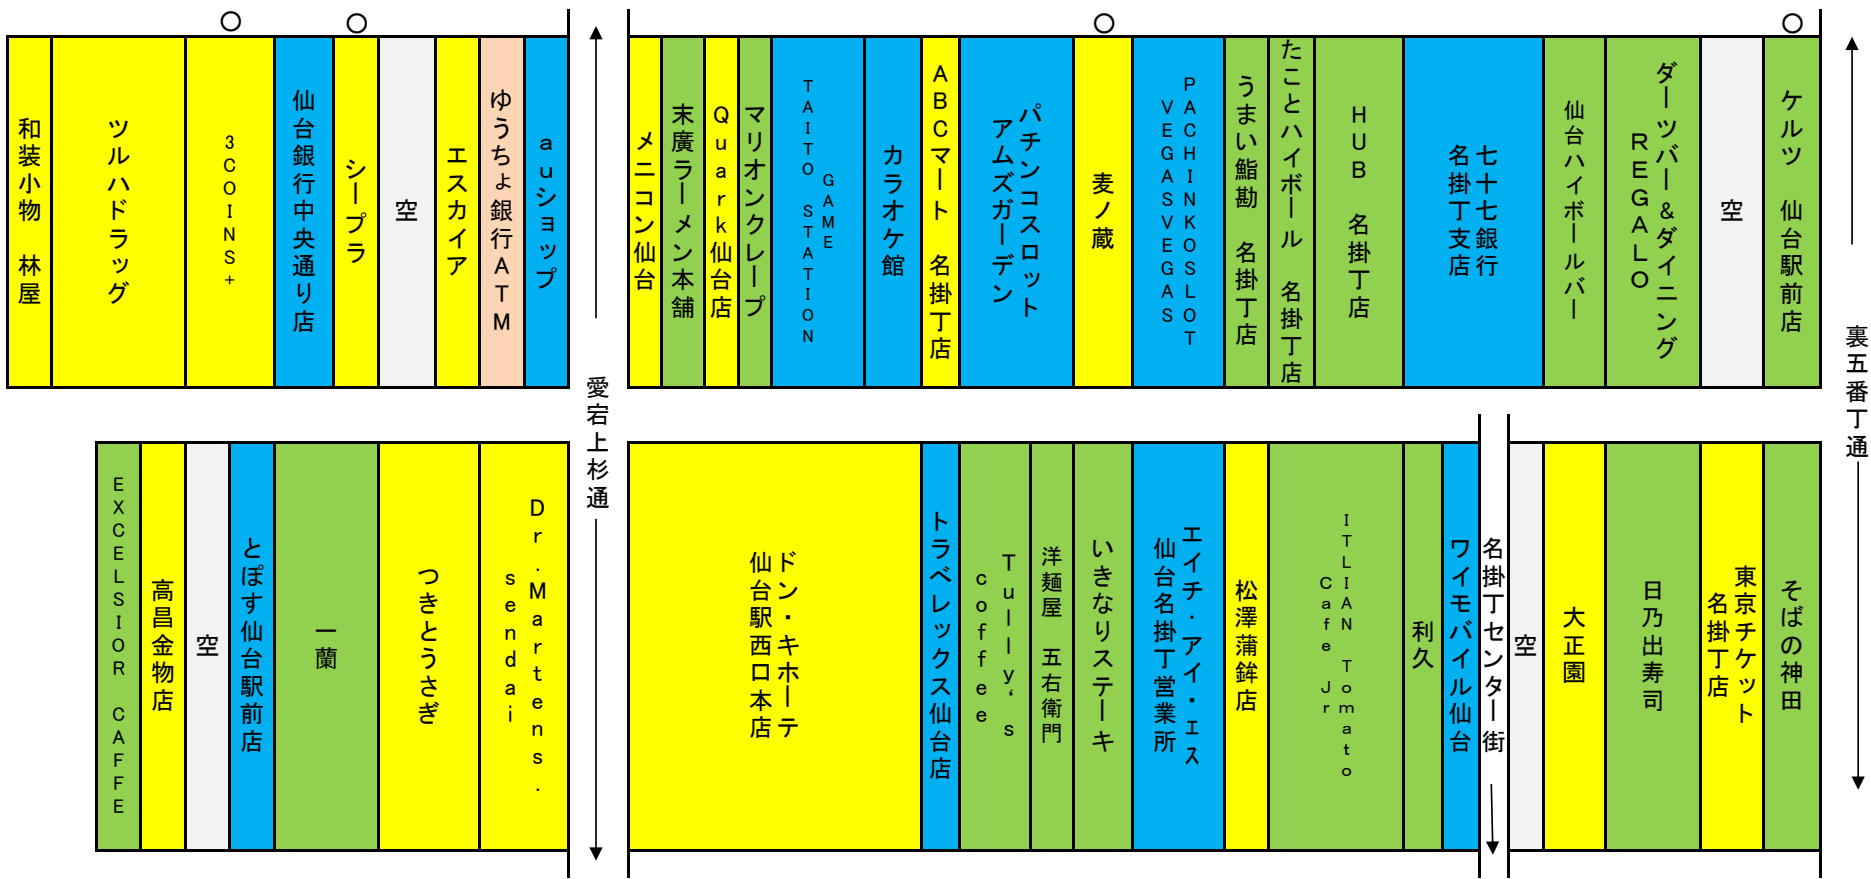 ○
○
○
○
和装小物 林屋
ツルハドラッグ
3COINS+
仙台銀行中央通り店
シープラ
空
エスカイア
ゆうちょ銀行ATM
auショップ
愛宕上杉通
メニコン仙台
末廣ラーメン本舗
Quark仙台店
マリオンクレープ
GAME
TAITO STATION
カラオケ館
ABCマート 名掛丁店
パチンコスロット
アムズガーデン
麦ノ蔵
PACHINKOSLOT
VEGASVEGAS
うまい鮨勘 名掛丁店
たことハイボール 名掛丁店
HUB 名掛丁店
七十七銀行
名掛丁支店
仙台ハイボールバー
ダーツバー&ダイニング
REGALO
空
ケルツ 仙台駅前店
裏五番丁通
EXCELSIOR CAFFE
高昌金物店
空
とぽす仙台駅前店
一蘭
つきとうさぎ
Dr.Martens.
sendai
ドン・キホーテ
仙台駅西口本店
トラベレックス仙台店
Tully‘s
coffee
洋麺屋 五右衛門
いきなりステーキ
エイチ・アイ・エス
仙台名掛丁営業所
松澤蒲鉾店
ITLIAN Tomato
Cafe Jr
利久
ワイモバイル仙台
名掛丁センター街
空
大正園
日乃出寿司
東京チケット
名掛丁店
そばの神田